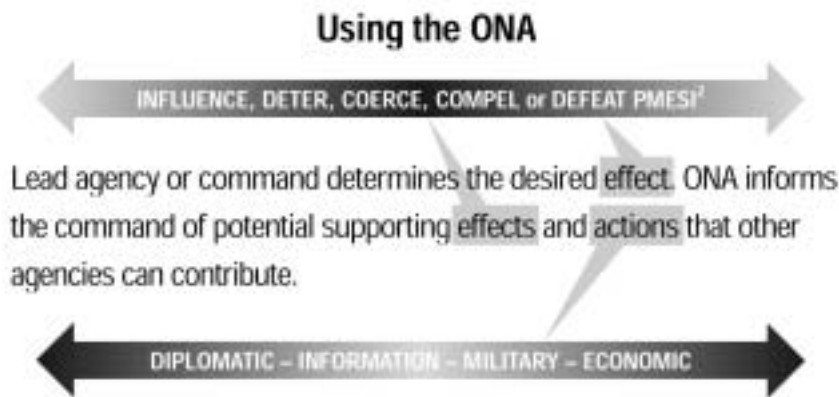 Using the ONA
INFLUENCE, DETER, COERCE, COMPEL or DEFEAT PMESI²
Lead agency or command determines the desired effect. ONA informs
the command of potential supporting effects and actions that other
agencies can contribute.
DIPLOMATIC – INFORMATION – MILITARY – ECONOMIC